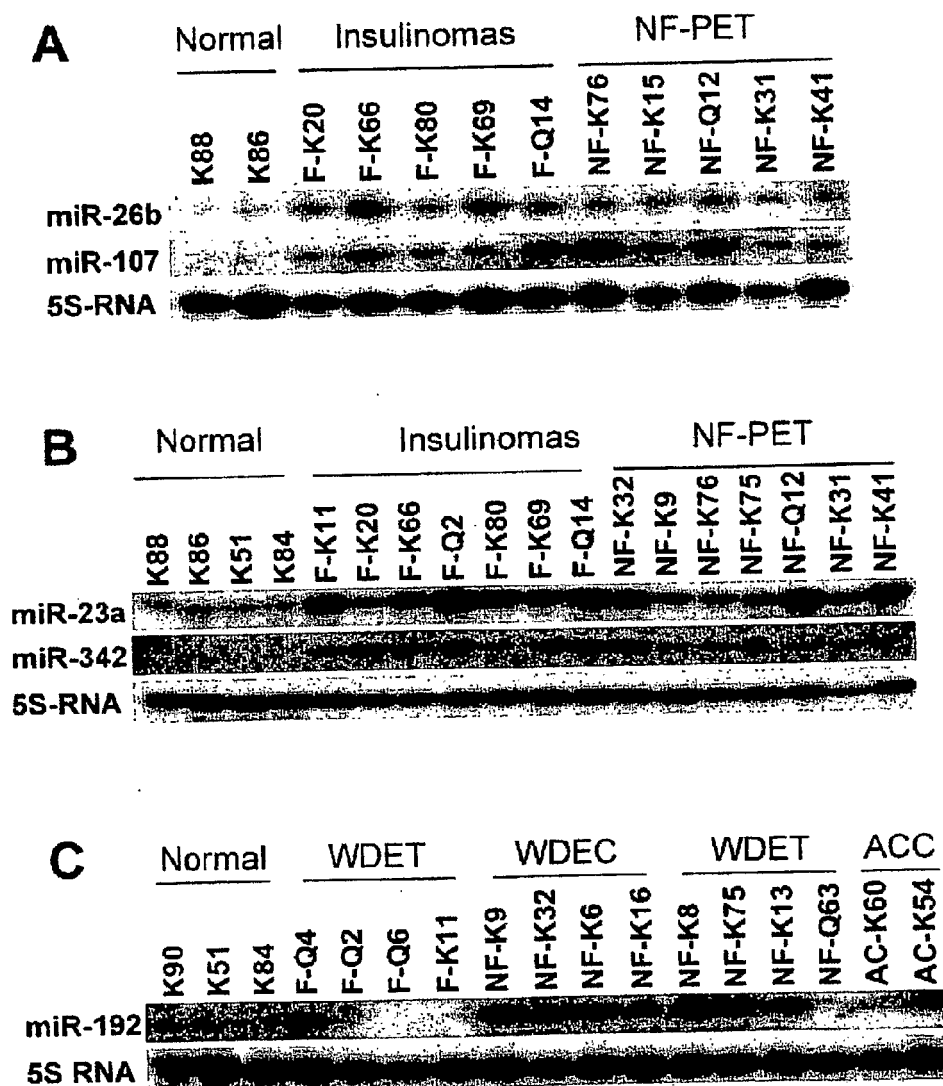 A
Normal Insulinomas NF-PET
K88 K86 F-K20 F-K66 F-K80 F-K69 F-Q14 NF-K76 NF-K15 NF-Q12 NF-K31 NF-K41
miR-26b
miR-107
5S-RNA
B
Normal Insulinomas NF-PET
K88 K86 K51 K84 F-K11 F-K20 F-K66 F-Q2 F-K80 F-K69 F-Q14 NF-K32 NF-K9 NF-K76 NF-K75 NF-Q12 NF-K31 NF-K41
miR-23a
miR-342
5S-RNA
C
Normal WDET WDEC WDET ACC
K90 K51 K84 F-Q4 F-Q2 F-Q6 F-K11 NF-K9 NF-K32 NF-K6 NF-K16 NF-K8 NF-K75 NF-K13 NF-Q63 AC-K60 AC-K54
miR-192
5S RNA